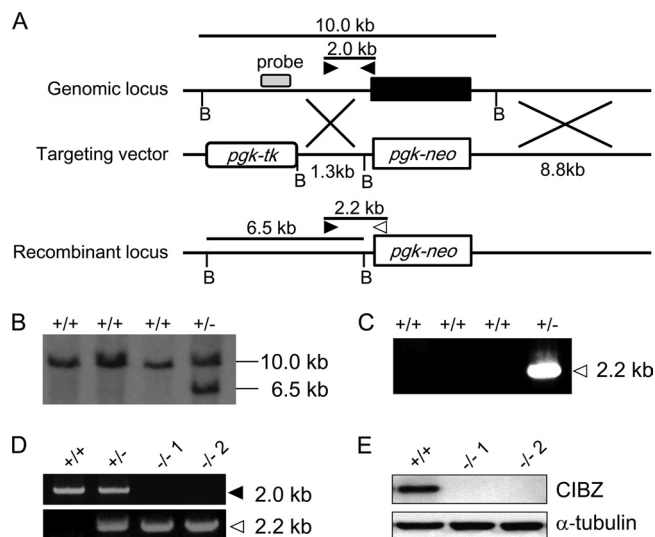 A
10.0 kb
2.0 kb
probe
Genomic locus
B
B
Targeting vector
pgk-tk
B
1.3kb
B
pgk-neo
8.8kb
2.2 kb
6.5 kb
Recombinant locus
B
B
pgk-neo
B
+/+ +/+ +/+ +/-
10.0 kb
6.5 kb
C
+/+ +/+ +/+ +/-
2.2 kb
D
+/+ +/- -/- 1 -/- 2
2.0 kb
2.2 kb
E
+/+ -/- 1 -/- 2
CIBZ
α-tubulin